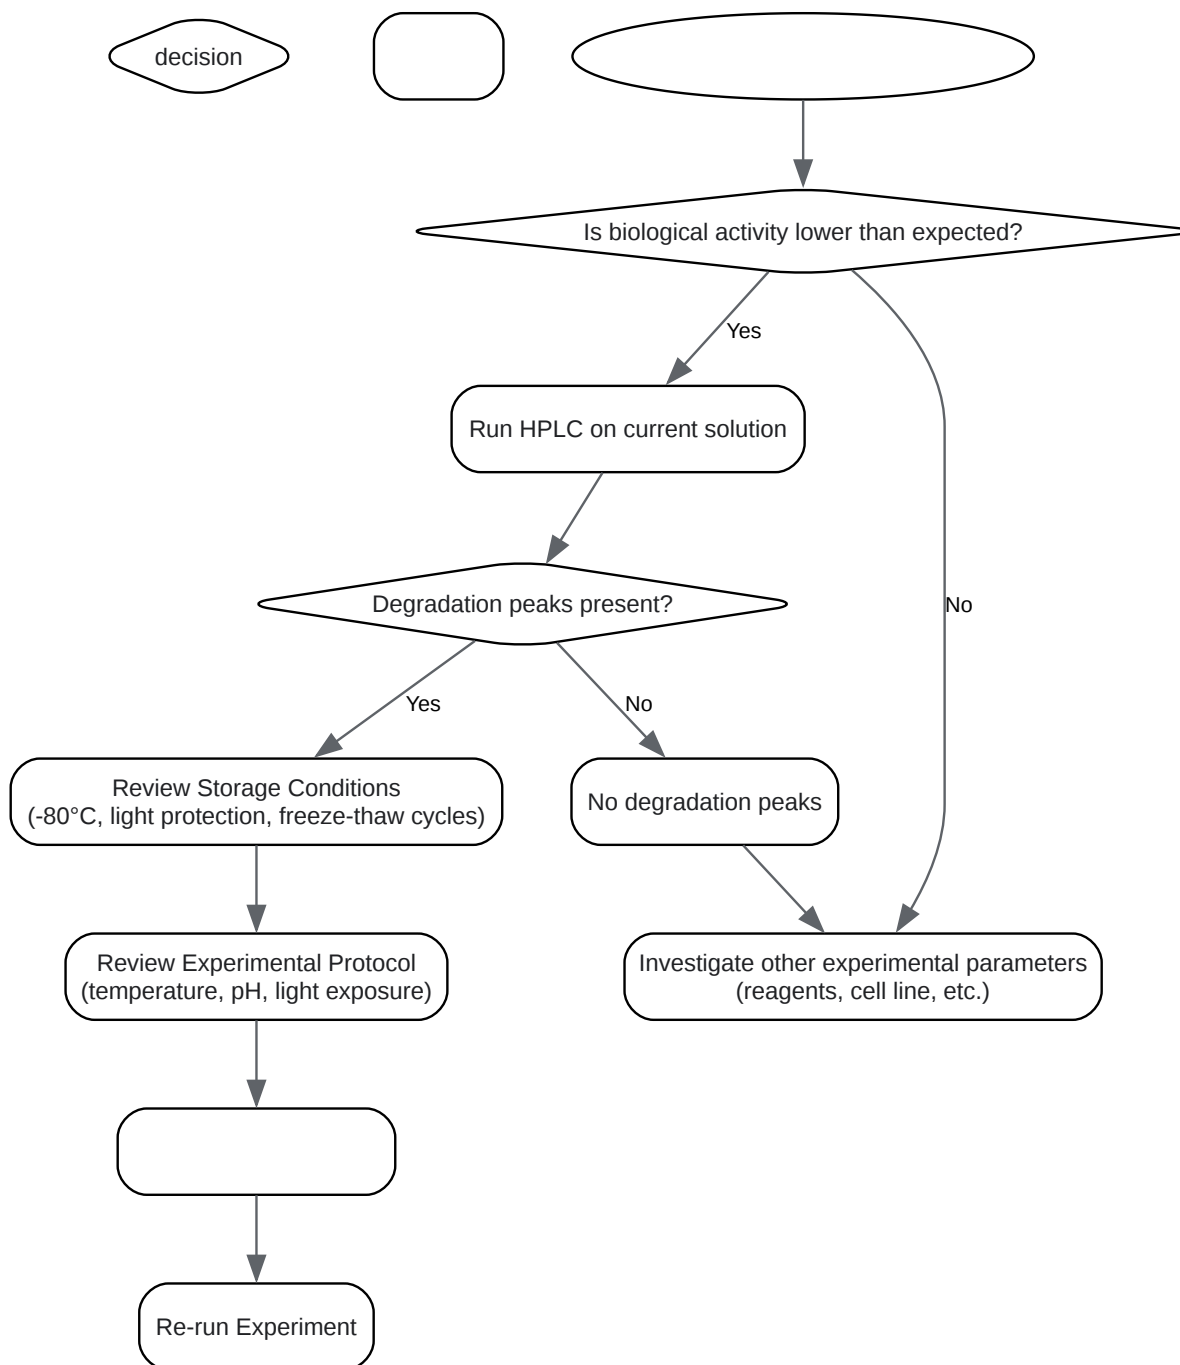 decision
Is biological activity lower than expected?
Yes
Run HPLC on current solution
Degradation peaks present?
No
Yes
No
Review Storage Conditions
(-80°C, light protection, freeze-thaw cycles)
No degradation peaks
Review Experimental Protocol
(temperature, pH, light exposure)
Investigate other experimental parameters
(reagents, cell line, etc.)
Re-run Experiment